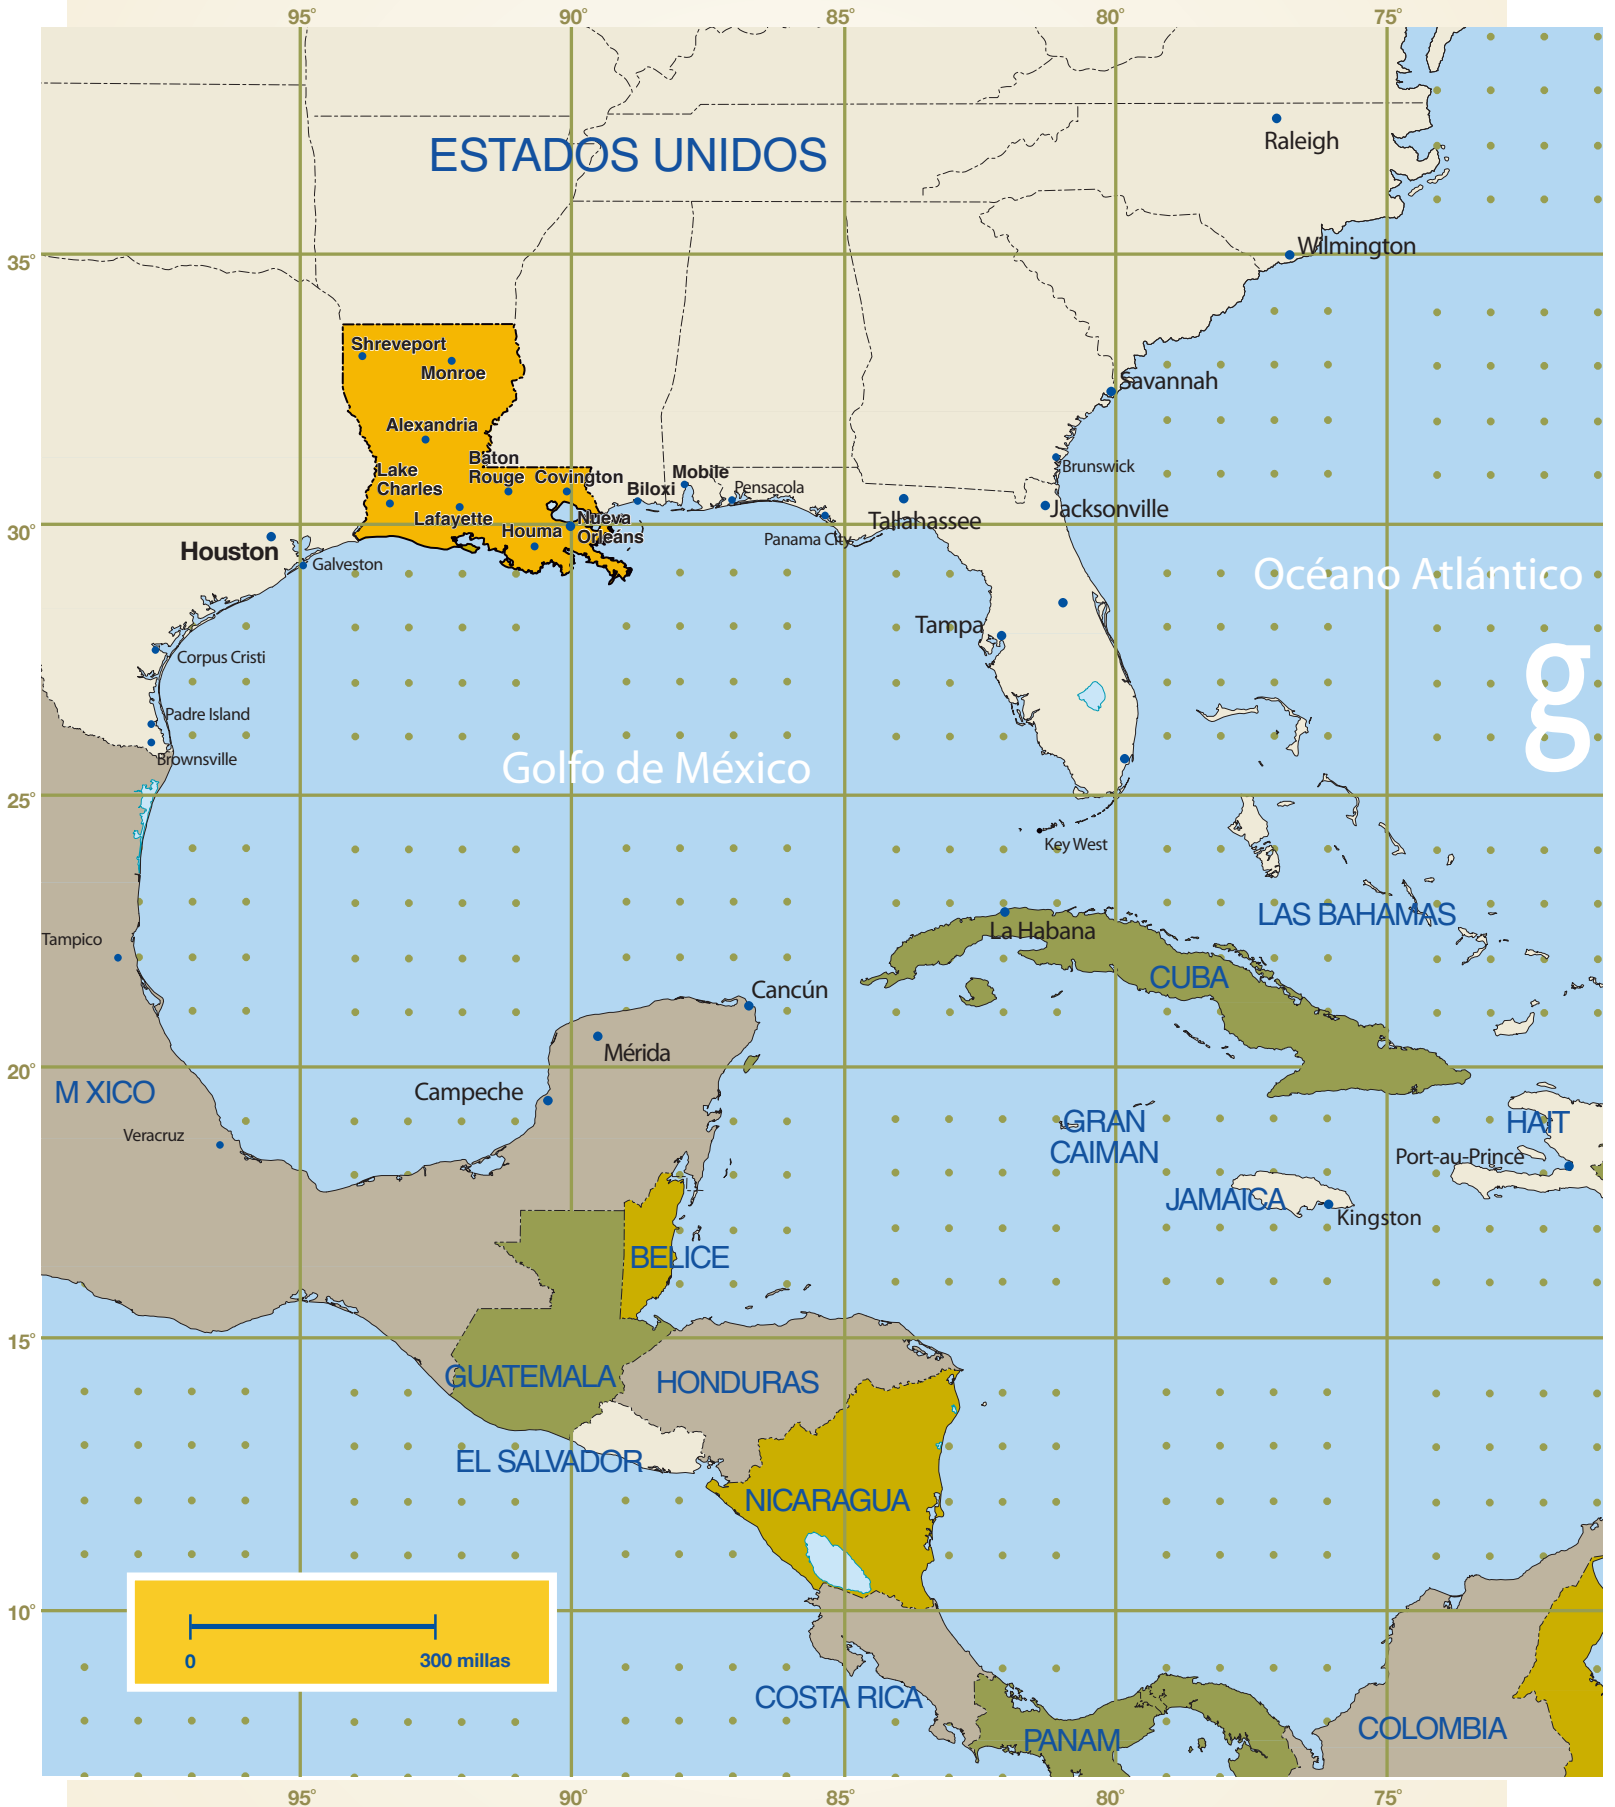 95° 90° 85° 80° 75°
ESTADOS UNIDOS
Raleigh
Wilmington
35°
Shreveport
Monroe
Savannah
Alexandria
Baton
Rouge
Lake
Charles
Covington
Mobile
Biloxi
Pensacola
Brunswick
Lafayette
Houma
Nueva
Orleans
Tallahassee
Jacksonville
30°
Panama City
Houston
Galveston
Océano Atlántico
Tampa
g
Corpus Cristi
Padre Island
Brownsville
Golfo de México
25°
Key West
LAS BAHAMAS
Tampico
La Habana
CUBA
Cancún
Mérida
20°
M XICO
Campeche
Veracruz
GRAN
CAIMAN
HAIT
Port-au-Prince
JAMAICA
Kingston
BELICE
15°
GUATEMALA
HONDURAS
EL SALVADOR
NICARAGUA
10°
0 300 millas
COSTA RICA
PANAM
COLOMBIA
95° 90° 85° 80° 75°